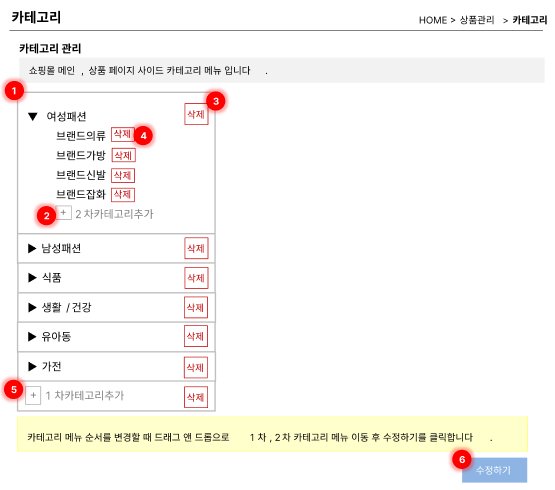 카테고리
HOME > 상품관리 > 카테고리
카테고리 관리
쇼핑몰 메인 , 상품 페이지 사이드 카테고리 메뉴 입니다 .
1
3
▼ 여성패션 삭제
브랜드의류 삭제 4
브랜드가방 삭제
브랜드신발 삭제
브랜드잡화 삭제
2 + 2 차카테고리추가
▶ 남성패션 삭제
▶ 식품 삭제
▶ 생활 / 건강 삭제
▶ 유아동 삭제
▶ 가전 삭제
5 + 1 차카테고리추가 삭제
카테고리 메뉴 순서를 변경할 때 드래그 앤 드롭으로 1 차 , 2 차 카테고리 메뉴 이동 후 수정하기를 클릭합니다 .
6
수정하기